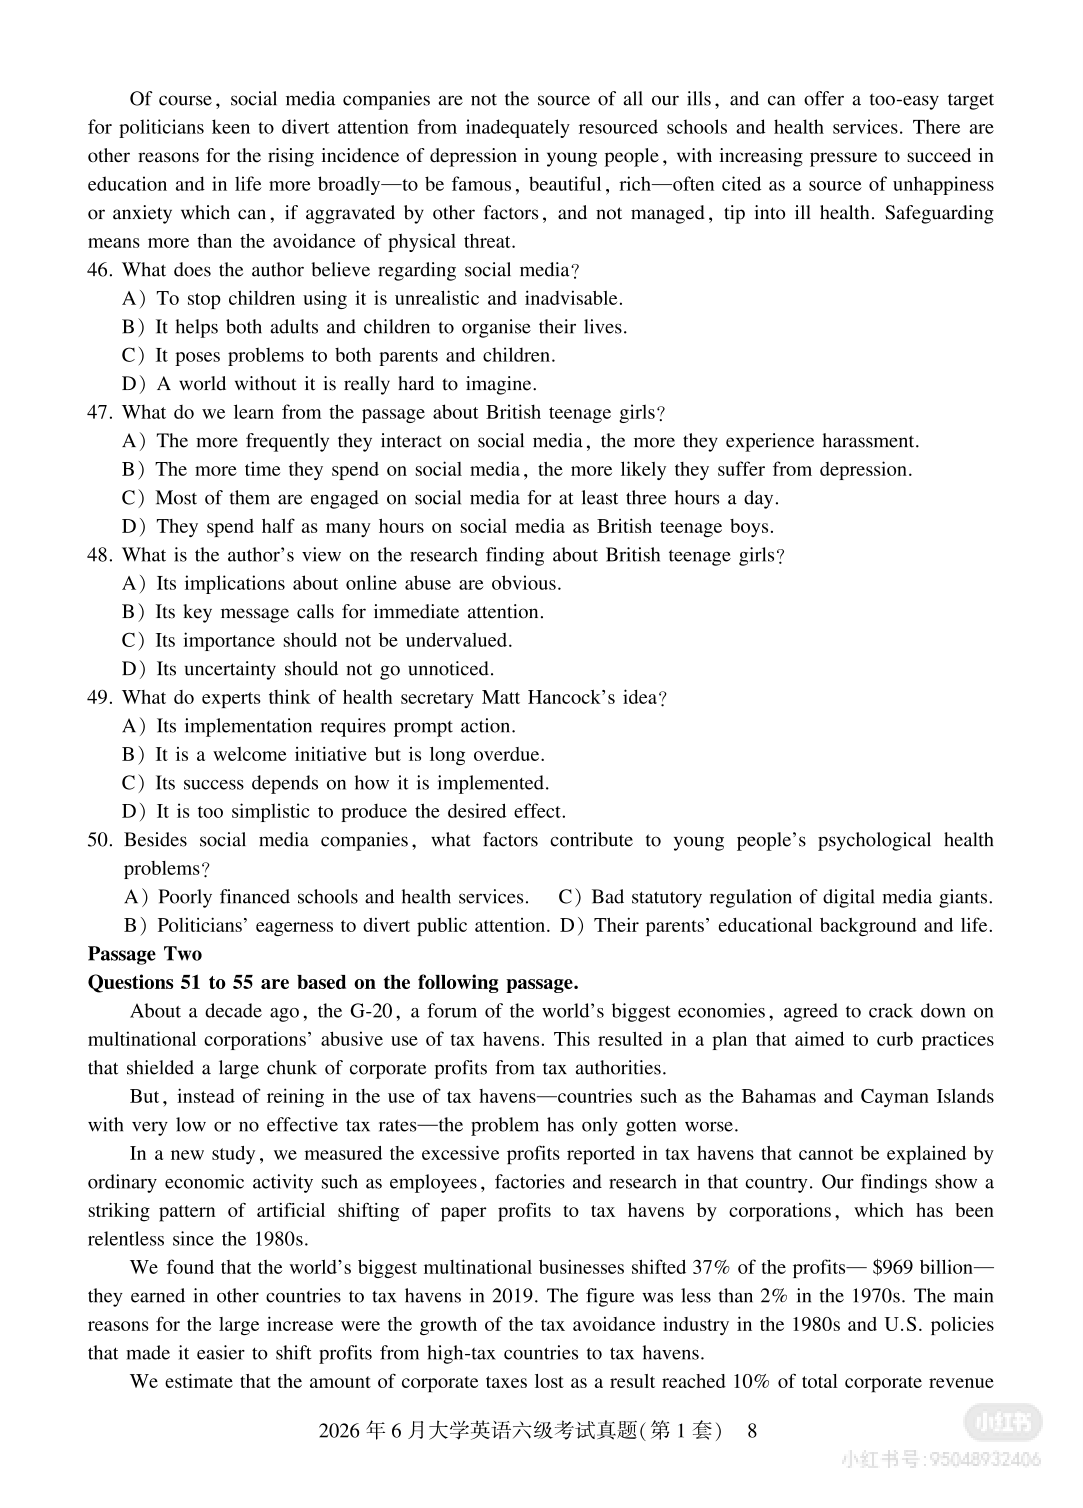 Of course, social media companies are not the source of all our ills, and can offer a too-easy target
for politicians keen to divert attention from inadequately resourced schools and health services. There are
other reasons for the rising incidence of depression in young people, with increasing pressure to succeed in
education and in life more broadly—to be famous, beautiful, rich—often cited as a source of unhappiness
or anxiety which can, if aggravated by other factors, and not managed, tip into ill health. Safeguarding
means more than the avoidance of physical threat.
46. What does the author believe regarding social media?
A) To stop children using it is unrealistic and inadvisable.
B) It helps both adults and children to organise their lives.
C) It poses problems to both parents and children.
D) A world without it is really hard to imagine.
47. What do we learn from the passage about British teenage girls?
A) The more frequently they interact on social media, the more they experience harassment.
B) The more time they spend on social media, the more likely they suffer from depression.
C) Most of them are engaged on social media for at least three hours a day.
D) They spend half as many hours on social media as British teenage boys.
48. What is the author's view on the research finding about British teenage girls?
A) Its implications about online abuse are obvious.
B) Its key message calls for immediate attention.
C) Its importance should not be undervalued.
D) Its uncertainty should not go unnoticed.
49. What do experts think of health secretary Matt Hancock's idea?
A) Its implementation requires prompt action.
B) It is a welcome initiative but is long overdue.
C) Its success depends on how it is implemented.
D) It is too simplistic to produce the desired effect.
50. Besides social media companies, what factors contribute to young people's psychological health
problems?
A) Poorly financed schools and health services. C) Bad statutory regulation of digital media giants.
B) Politicians' eagerness to divert public attention. D) Their parents' educational background and life.
Passage Two
Questions 51 to 55 are based on the following passage.
About a decade ago, the G-20, a forum of the world's biggest economies, agreed to crack down on
multinational corporations' abusive use of tax havens. This resulted in a plan that aimed to curb practices
that shielded a large chunk of corporate profits from tax authorities.
But, instead of reining in the use of tax havens—countries such as the Bahamas and Cayman Islands
with very low or no effective tax rates—the problem has only gotten worse.
In a new study, we measured the excessive profits reported in tax havens that cannot be explained by
ordinary economic activity such as employees, factories and research in that country. Our findings show a
striking pattern of artificial shifting of paper profits to tax havens by corporations, which has been
relentless since the 1980s.
We found that the world's biggest multinational businesses shifted 37% of the profits— $969 billion—
they earned in other countries to tax havens in 2019. The figure was less than 2% in the 1970s. The main
reasons for the large increase were the growth of the tax avoidance industry in the 1980s and U.S. policies
that made it easier to shift profits from high-tax countries to tax havens.
We estimate that the amount of corporate taxes lost as a result reached 10% of total corporate revenue
2026 年 6 月大学英语六级考试真题(第 1 套) 8
小红书
小红书号:95048932406